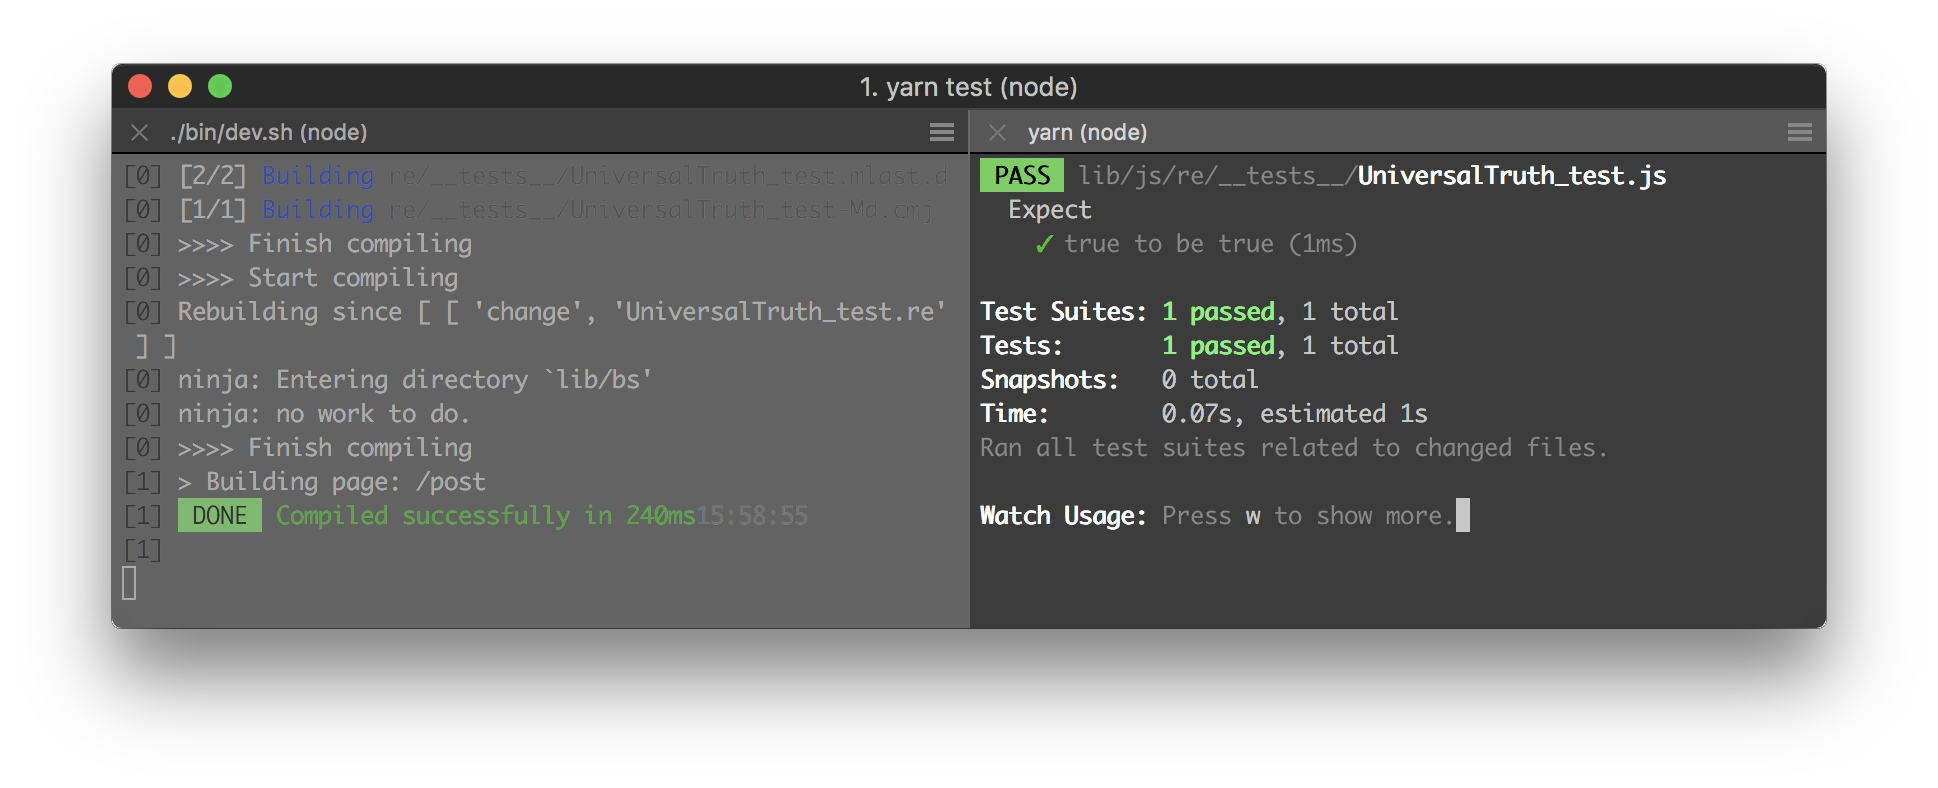 1. yarn test (node)
./bin/dev.sh (node)
[0] [2/2] Building re/__tests__/UniversalTruth_test.mlast.d
[0] [1/1] Building re/__tests__/UniversalTruth_test-Md.cmj
[0] >>>> Finish compiling
[0] >>>> Start compiling
[0] Rebuilding since [ [ 'change', 'UniversalTruth_test.re'
] ]
[0] ninja: Entering directory `lib/bs'
[0] ninja: no work to do.
[0] >>>> Finish compiling
[1] > Building page: /post
[1] DONE Compiled successfully in 240ms15:58:55
[1]
yarn (node)
PASS lib/js/re/__tests__/UniversalTruth_test.js
Expect
✓ true to be true (1ms)
Test Suites: 1 passed, 1 total
Tests: 1 passed, 1 total
Snapshots: 0 total
Time: 0.07s, estimated 1s
Ran all test suites related to changed files.
Watch Usage: Press w to show more.